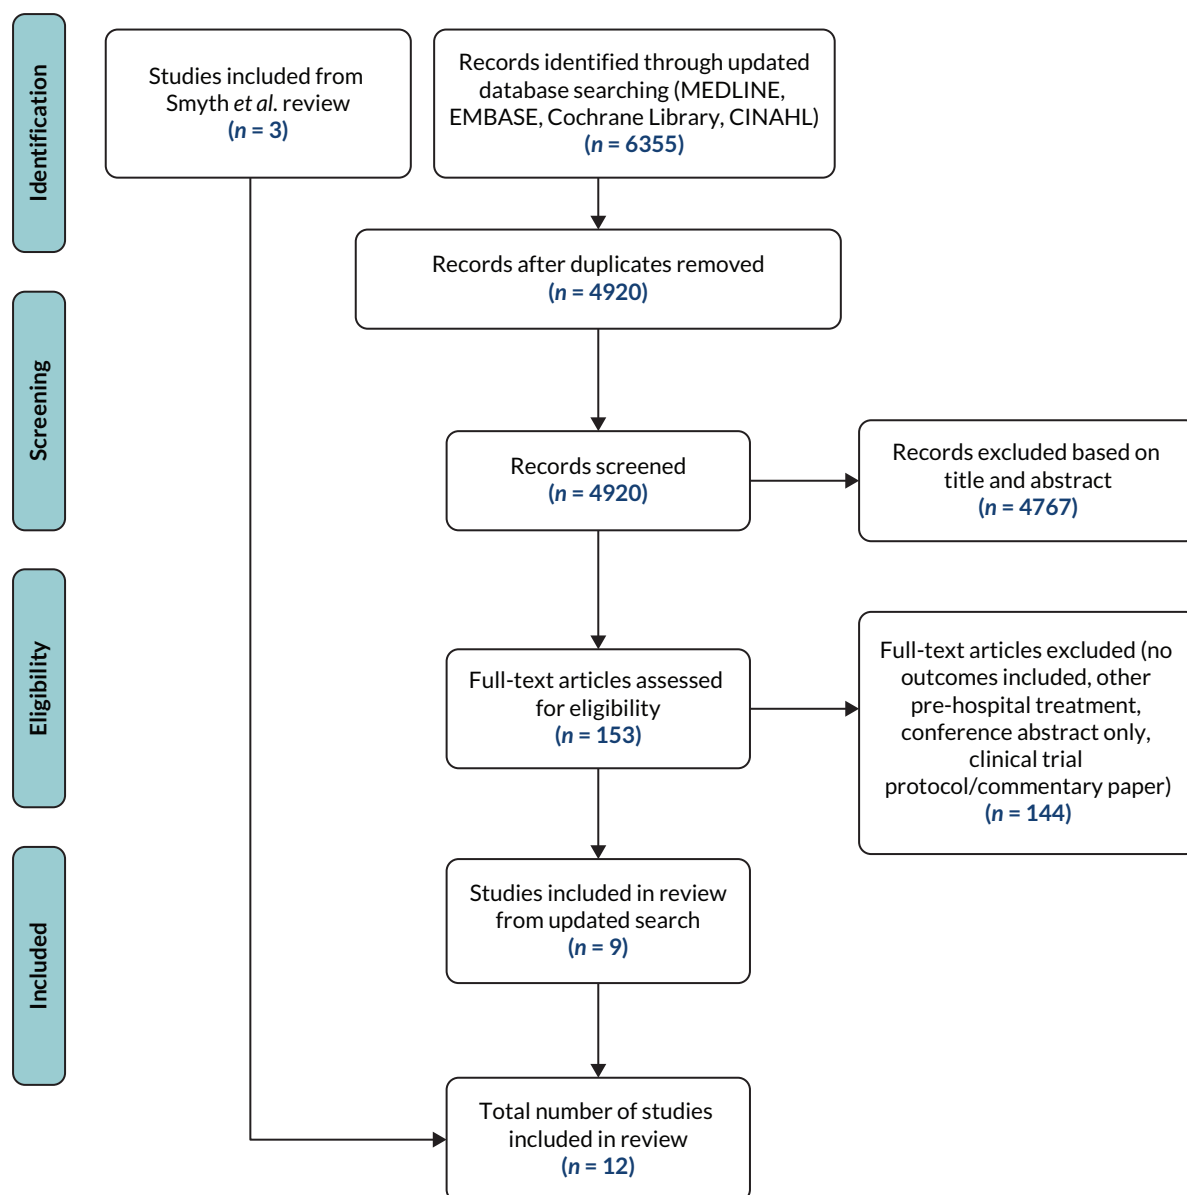 Identification
Studies included from
Smyth et al. review
(n = 3)
Records identified through updated
database searching (MEDLINE,
EMBASE, Cochrane Library, CINAHL)
(n = 6355)
Records after duplicates removed
(n = 4920)
Screening
Records screened
(n = 4920)
Records excluded based on
title and abstract
(n = 4767)
Eligibility
Full-text articles assessed
for eligibility
(n = 153)
Full-text articles excluded (no
outcomes included, other
pre-hospital treatment,
conference abstract only,
clinical trial
protocol/commentary paper)
(n = 144)
Included
Studies included in review
from updated search
(n = 9)
Total number of studies
included in review
(n = 12)